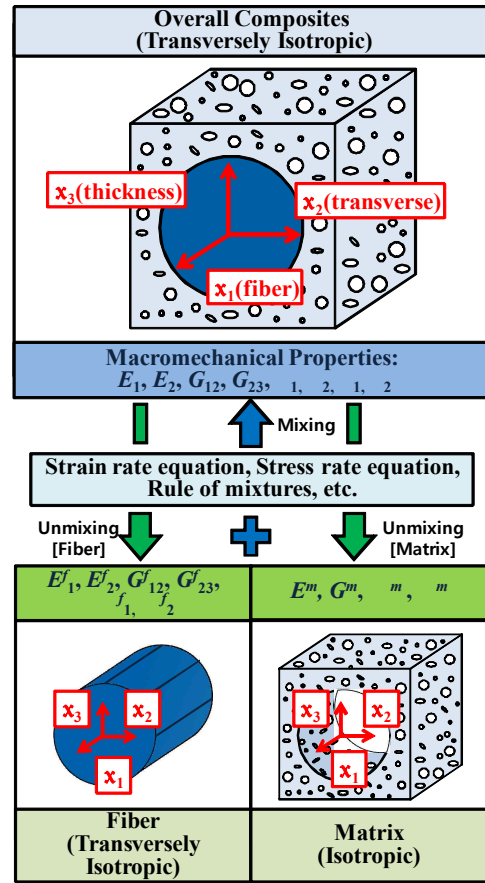 Overall Composites
(Transversely Isotropic)
x₃(thickness)
x₂(transverse)
x₁(fiber)
Macromechanical Properties:
E₁, E₂, G₁₂, G₂₃, ₁, ₂, ₁, ₂
Mixing
Strain rate equation, Stress rate equation,
Rule of mixtures, etc.
Unmixing
[Fiber]
Unmixing
[Matrix]
Eᶠ₁, Eᶠ₂, Gᶠ₁₂, Gᶠ₂₃,
ᶠ₁, ᶠ₂
Eᵐ, Gᵐ, ᵐ, ᵐ
x₃
x₂
x₁
x₃
x₂
x₁
Fiber
(Transversely
Isotropic)
Matrix
(Isotropic)